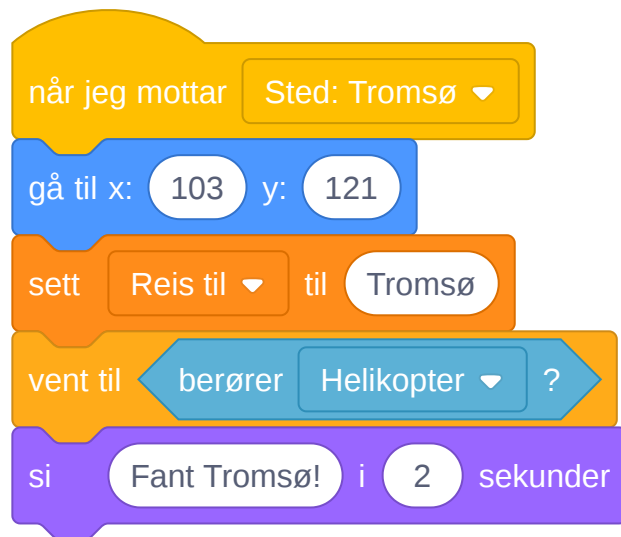 når jeg mottar Sted: Tromsø
gå til x: 103 y: 121
sett Reis til til Tromsø
vent til berører Helikopter ?
si Fant Tromsø! i 2 sekunder